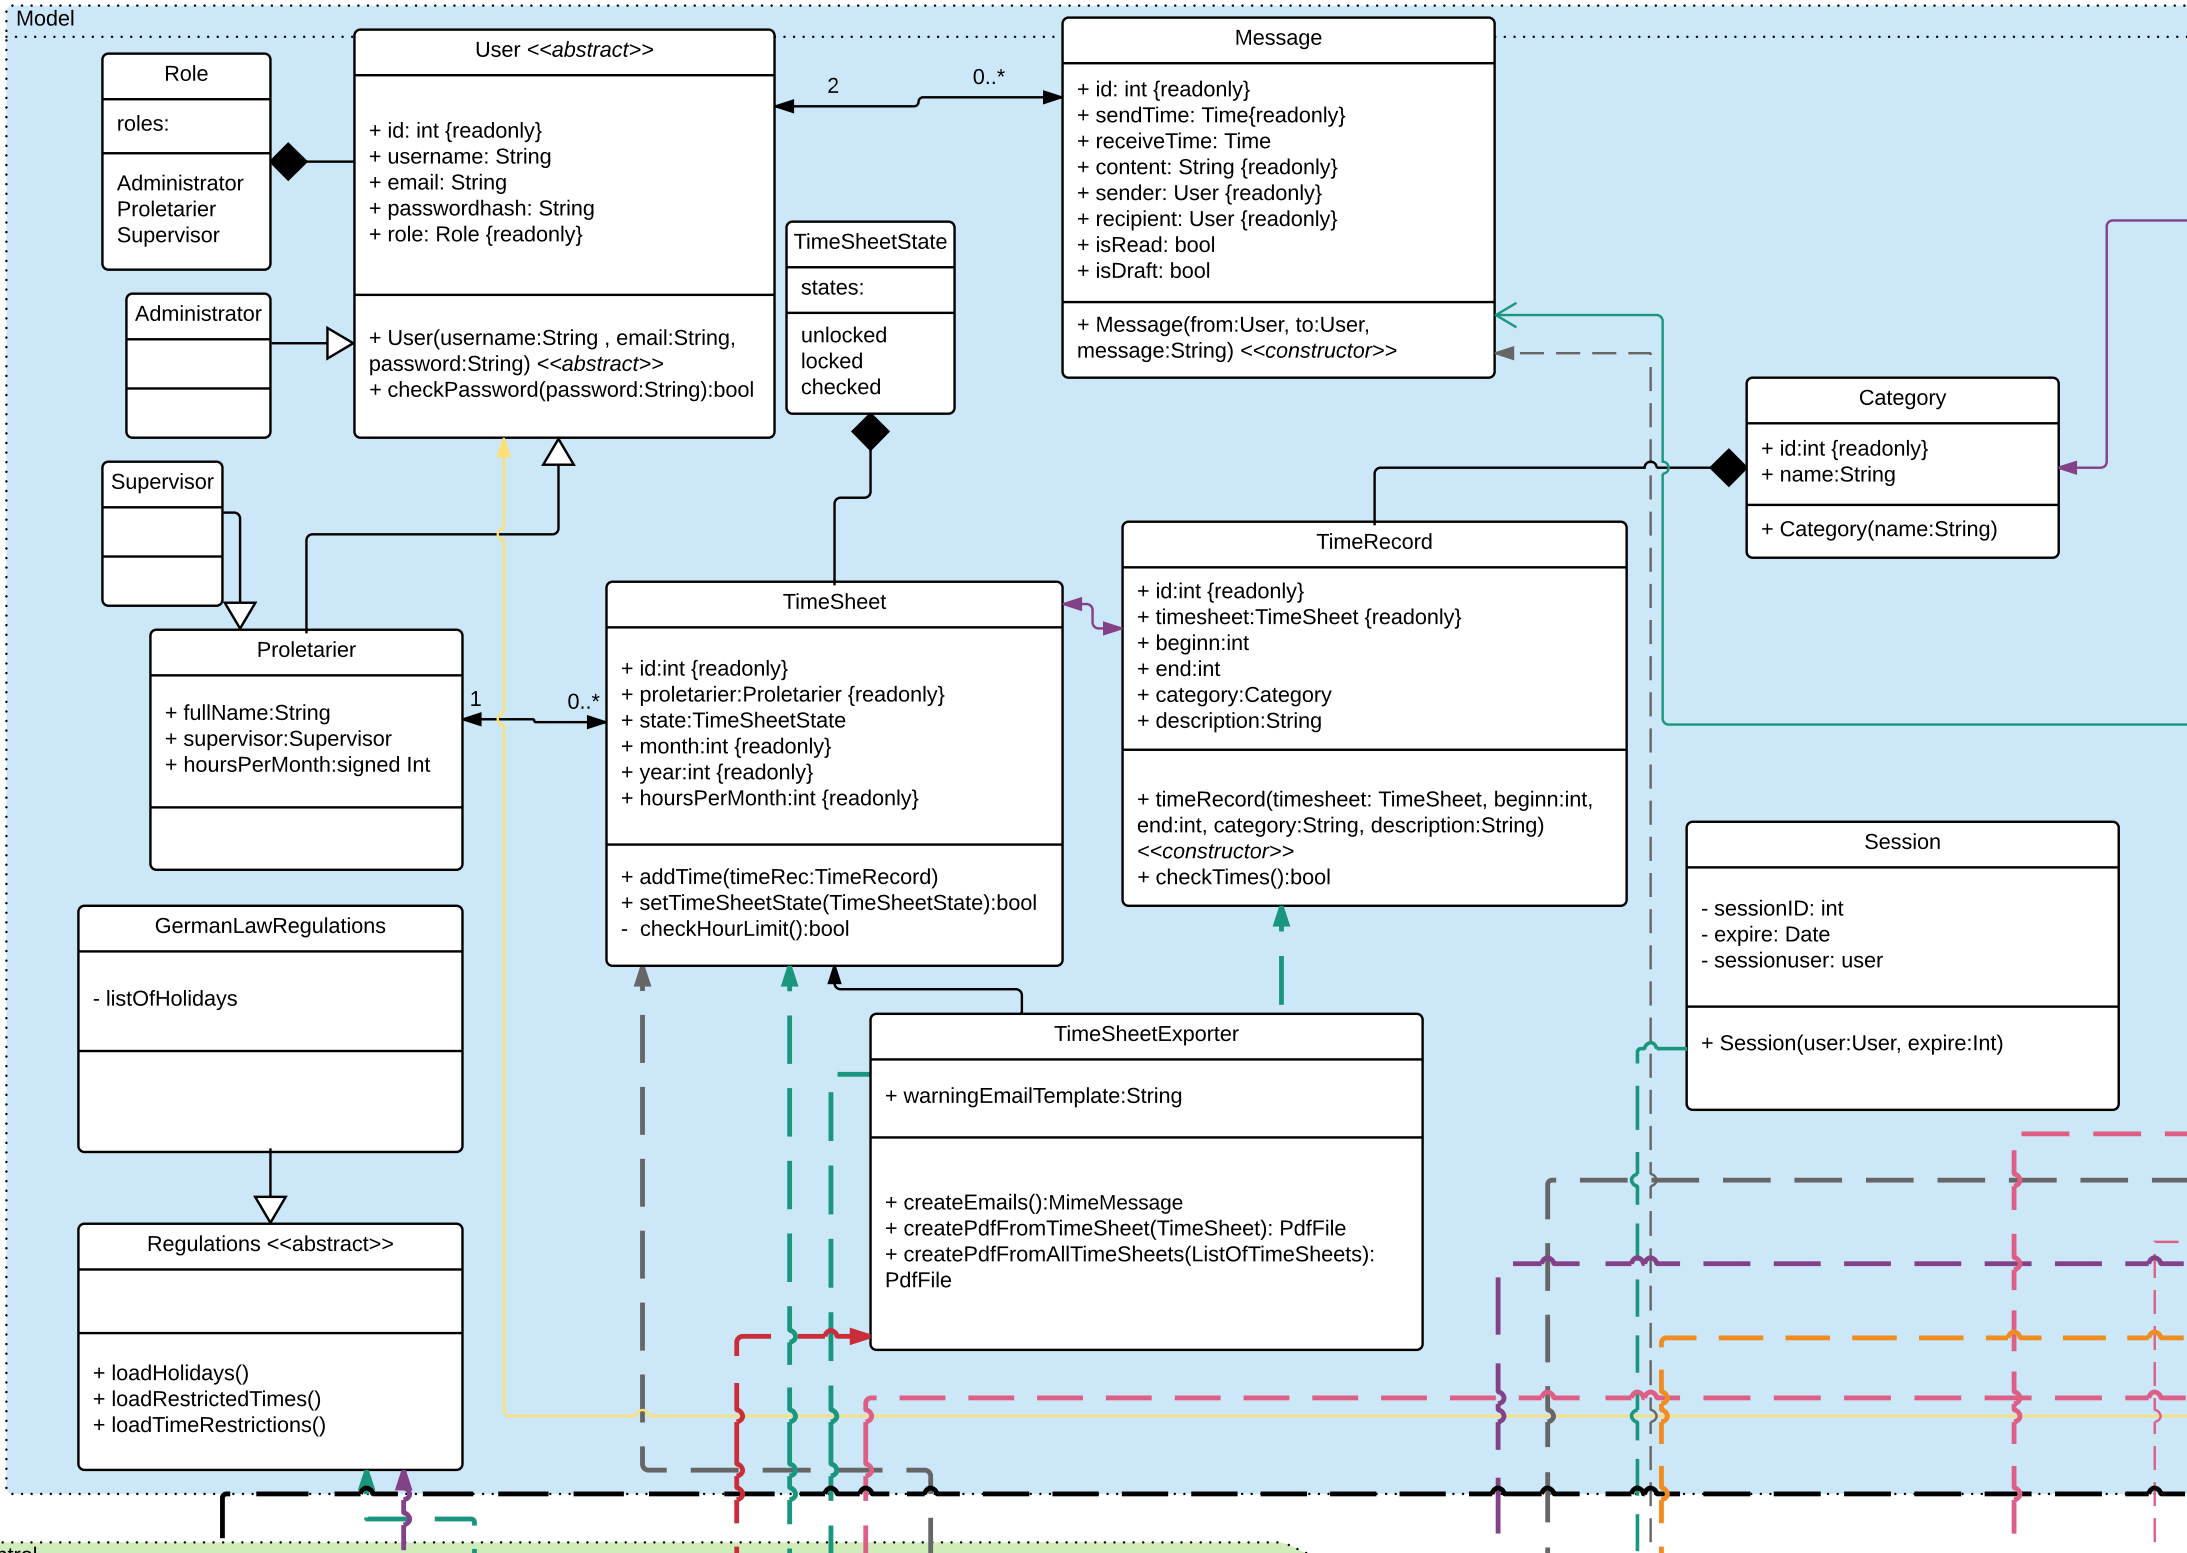 Model
Role
roles:
Administrator
Proletarier
Supervisor
User <<abstract>>
+ id: int {readonly}
+ username: String
+ email: String
+ passwordhash: String
+ role: Role {readonly}
+ User(username:String , email:String,
password:String) <<abstract>>
+ checkPassword(password:String):bool
2
0..*
Message
+ id: int {readonly}
+ sendTime: Time{readonly}
+ receiveTime: Time
+ content: String {readonly}
+ sender: User {readonly}
+ recipient: User {readonly}
+ isRead: bool
+ isDraft: bool
+ Message(from:User, to:User,
message:String) <<constructor>>
TimeSheetState
states:
unlocked
locked
checked
Administrator
Supervisor
Category
+ id:int {readonly}
+ name:String
+ Category(name:String)
Proletarier
+ fullName:String
+ supervisor:Supervisor
+ hoursPerMonth:signed Int
1
0..*
TimeSheet
+ id:int {readonly}
+ proletarier:Proletarier {readonly}
+ state:TimeSheetState
+ month:int {readonly}
+ year:int {readonly}
+ hoursPerMonth:int {readonly}
+ addTime(timeRec:TimeRecord)
+ setTimeSheetState(TimeSheetState):bool
- checkHourLimit():bool
TimeRecord
+ id:int {readonly}
+ timesheet:TimeSheet {readonly}
+ beginn:int
+ end:int
+ category:Category
+ description:String
+ timeRecord(timesheet: TimeSheet, beginn:int,
end:int, category:String, description:String)
<<constructor>>
+ checkTimes():bool
Session
- sessionID: int
- expire: Date
- sessionuser: user
+ Session(user:User, expire:Int)
GermanLawRegulations
- listOfHolidays
TimeSheetExporter
+ warningEmailTemplate:String
+ createEmails():MimeMessage
+ createPdfFromTimeSheet(TimeSheet): PdfFile
+ createPdfFromAllTimeSheets(ListOfTimeSheets):
PdfFile
Regulations <<abstract>>
+ loadHolidays()
+ loadRestrictedTimes()
+ loadTimeRestrictions()